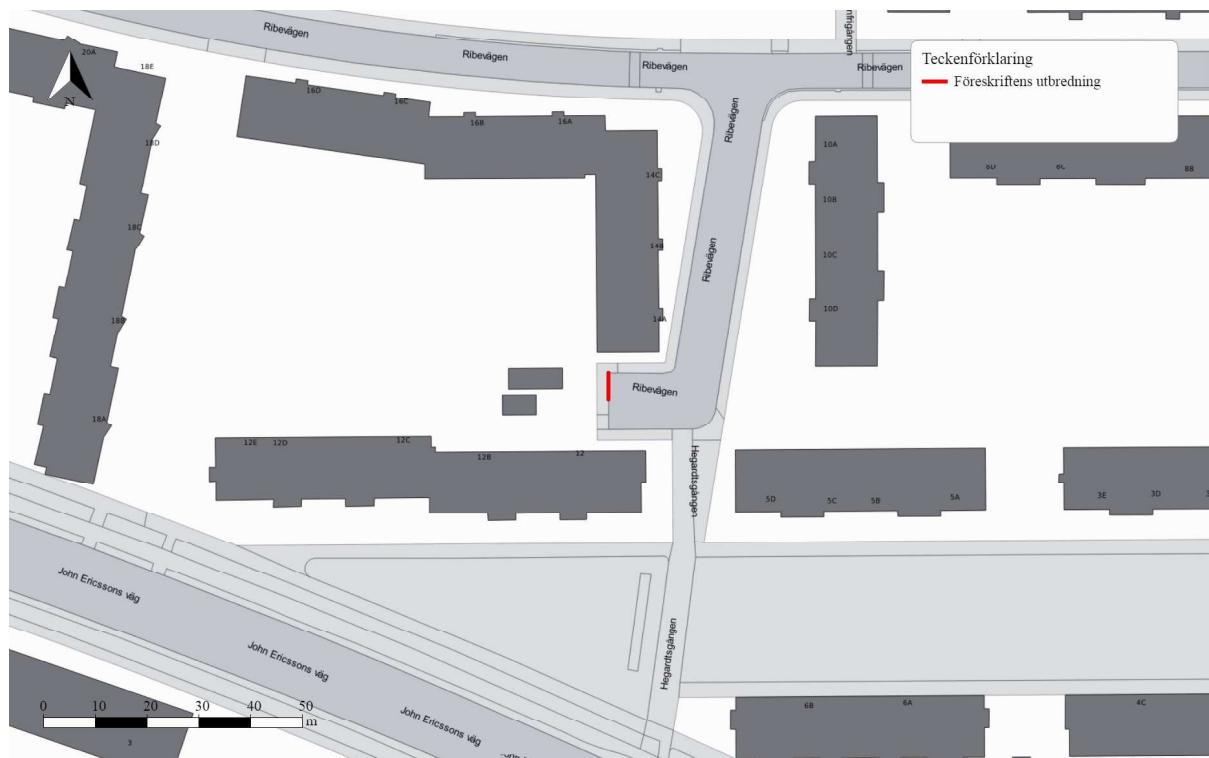 Ribevägen
Ribevägen
Ribevägen
Ribevägen
Teckenförklaring
Föreskriftens utbredning
20A
18E
N
16D
16C
16B
16A
Ribevägen
18D
14C
10A
8B
18C
10B
14B
Ribevägen
10C
18B
14A
10D
Ribevägen
18A
12E
12D
12C
12B
12
Hegardtsgången
5D
5C
5B
5A
3E
3D
John Ericssons väg
John Ericssons väg
Hegardtsgången
John Ericssons väg
0 10 20 30 40 50
m
3
6B
6A
4C